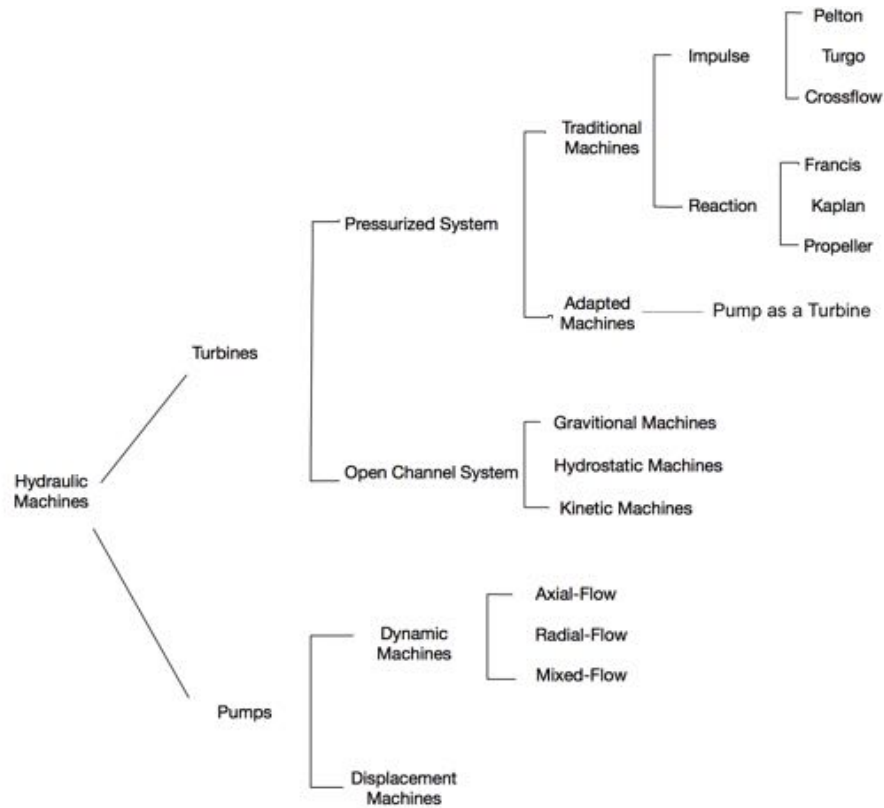 Pelton
Impulse
Turgo
Crossflow
Traditional
Machines
Francis
Reaction
Kaplan
Pressurized System
Propeller
Adapted
Machines
Pump as a Turbine
Turbines
Gravitional Machines
Open Channel System
Hydrostatic Machines
Hydraulic
Machines
Kinetic Machines
Axial-Flow
Dynamic
Machines
Radial-Flow
Mixed-Flow
Pumps
Displacement
Machines